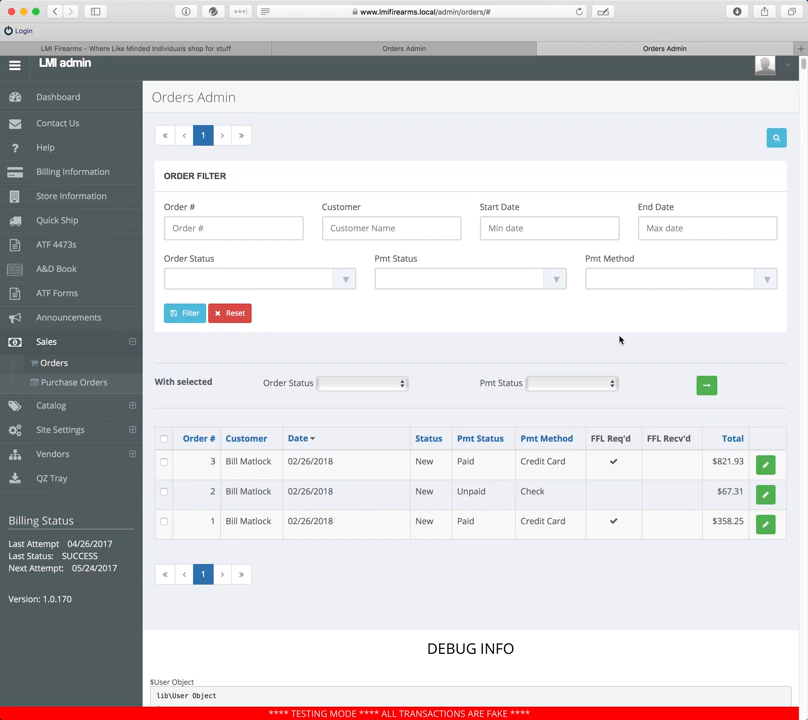 www.lmifirearms.local/admin/orders/#
Login
LMI Firearms - Where Like Minded Individuals shop for stuff
Orders Admin
Orders Admin
LMI admin
Dashboard
Contact Us
Help
Billing Information
Store Information
Quick Ship
ATF 4473s
A&D Book
ATF Forms
Announcements
Sales
Orders
Purchase Orders
Catalog
Site Settings
Vendors
QZ Tray
Billing Status
Last Attempt 04/26/2017
Last Status: SUCCESS
Next Attempt: 05/24/2017
Version: 1.0.170
Orders Admin
« ‹ 1 › »
ORDER FILTER
Order # Customer Start Date End Date
Order # Customer Name Min date Max date
Order Status Pmt Status Pmt Method
Filter Reset
With selected Order Status Pmt Status
Order # Customer Date Status Pmt Status Pmt Method FFL Req'd FFL Recv'd Total
3 Bill Matlock 02/26/2018 New Paid Credit Card ✓ $821.93
2 Bill Matlock 02/26/2018 New Unpaid Check $67.31
1 Bill Matlock 02/26/2018 New Paid Credit Card ✓ $358.25
« ‹ 1 › »
DEBUG INFO
$User Object
lib\User Object
**** TESTING MODE **** ALL TRANSACTIONS ARE FAKE ****